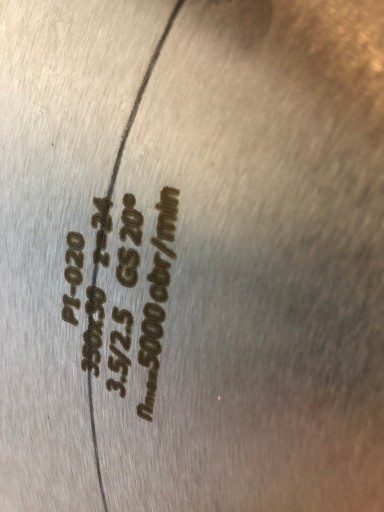 PI-020
350x30 z=24
3.5/2.5 GS 20°
nmax.5000 obr/min